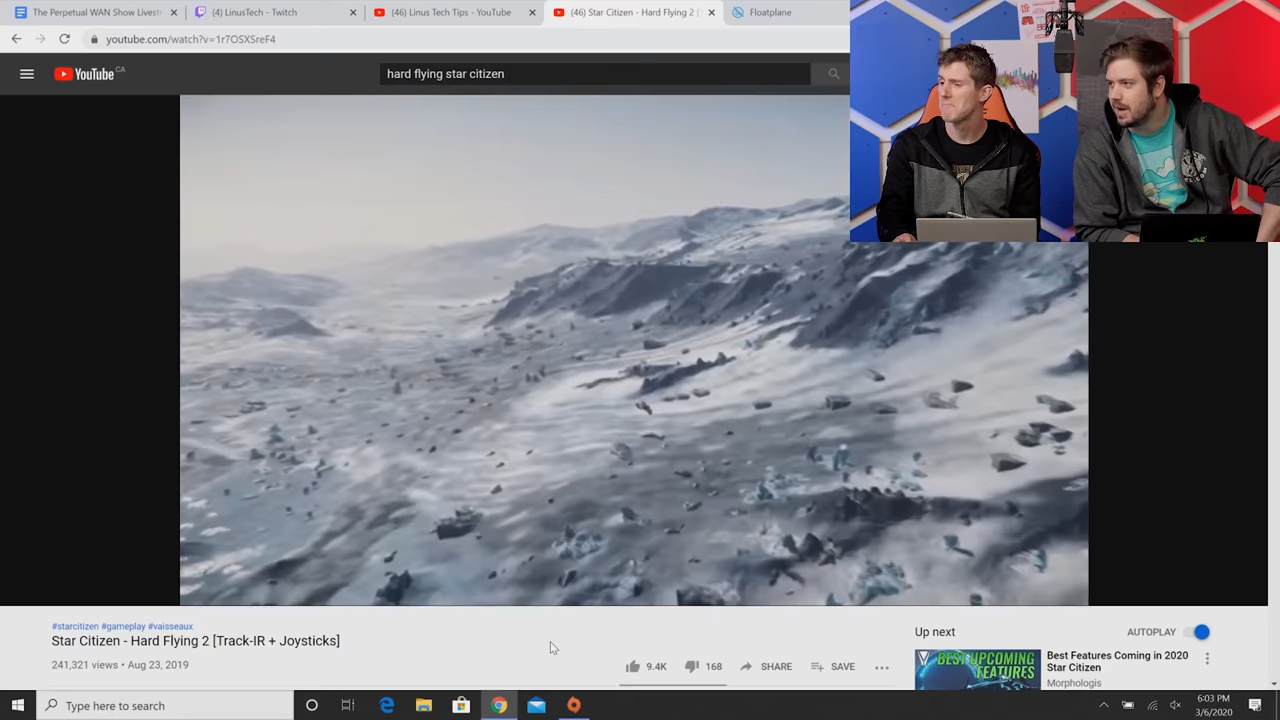 The Perpetual WAN Show Livest
(4) LinusTech - Twitch
(46) Linus Tech Tips - YouTube
(46) Star Citizen - Hard Flying 2 [
Floatplane
youtube.com/watch?v=1r7OSXSreF4
YouTube CA
hard flying star citizen
#starcitizen #gameplay #vaisseaux
Star Citizen - Hard Flying 2 [Track-IR + Joysticks]
241,321 views • Aug 23, 2019
9.4K
168
SHARE
SAVE
Up next
AUTOPLAY
BEST UPCOMING
FEATURES
Best Features Coming in 2020
Star Citizen
Morphologis
Type here to search
6:03 PM
3/6/2020